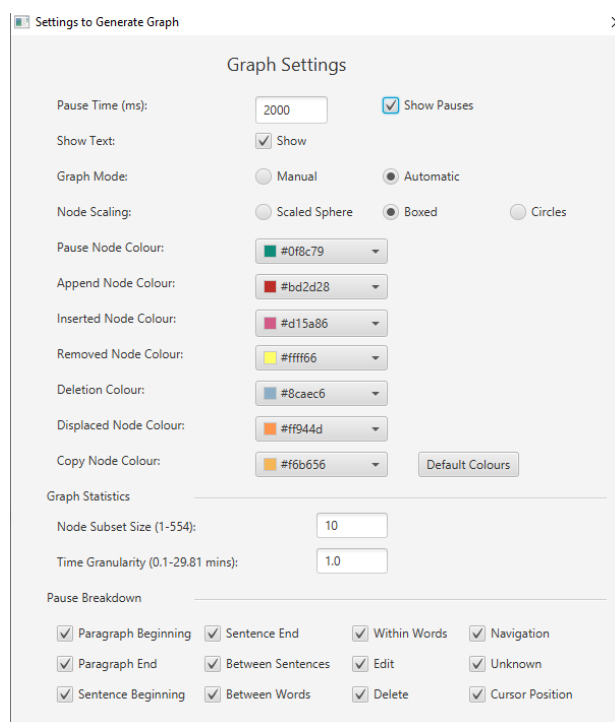 Settings to Generate Graph
Graph Settings
Pause Time (ms): 2000 Show Pauses
Show Text: Show
Graph Mode: Manual Automatic
Node Scaling: Scaled Sphere Boxed Circles
Pause Node Colour: #0f8c79
Append Node Colour: #bd2d28
Inserted Node Colour: #d15a86
Removed Node Colour: #ffff66
Deletion Colour: #8caec6
Displaced Node Colour: #ff944d
Copy Node Colour: #f6b656 Default Colours
Graph Statistics
Node Subset Size (1-554): 10
Time Granularity (0.1-29.81 mins): 1.0
Pause Breakdown
Paragraph Beginning Sentence End Within Words Navigation
Paragraph End Between Sentences Edit Unknown
Sentence Beginning Between Words Delete Cursor Position